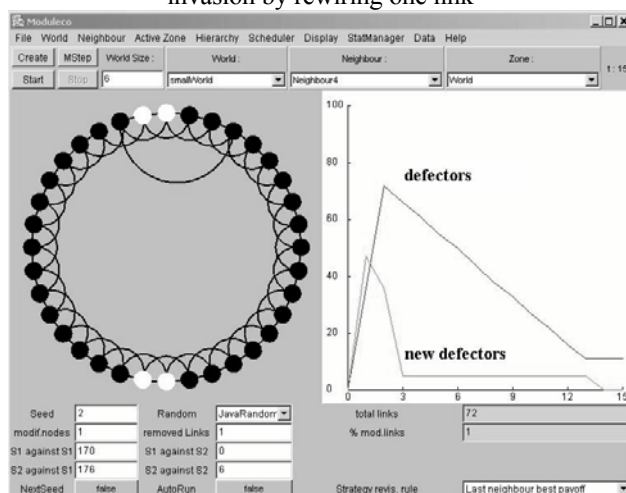 invasion by rewiring one link
Moduleco
File World Neighbour Active Zone Hierarchy Scheduler Display StatManager Data Help
Create MStep World Size : World : Neighbour : Zone :
Start Stop 6 smallWorld Neighbour4 World t : 15
100
80
60
40
20
0
defectors
new defectors
0 3 6 9 12 15
Seed 2 Random JavaRandom total links 72
modif.nodes 1 removed Links 1 % mod.links 1
S1 against S1 170 S1 against S2 0
S2 against S1 176 S2 against S2 6
NextSeed false AutoRun false Strategy revis. rule Last neighbour best payoff